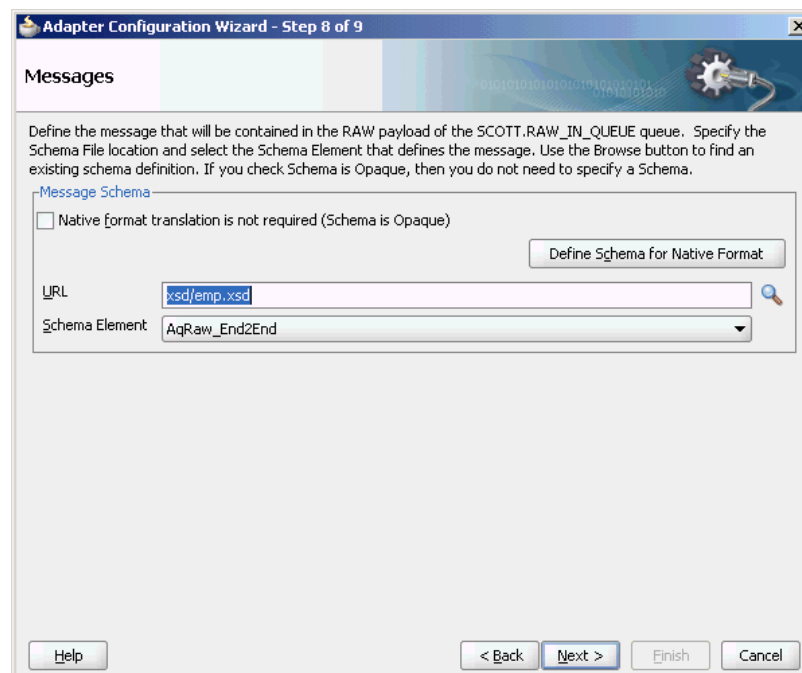 Adapter Configuration Wizard - Step 8 of 9
Messages
Define the message that will be contained in the RAW payload of the SCOTT.RAW_IN_QUEUE queue. Specify the
Schema File location and select the Schema Element that defines the message. Use the Browse button to find an
existing schema definition. If you check Schema is Opaque, then you do not need to specify a Schema.
Message Schema
Native format translation is not required (Schema is Opaque)
Define Schema for Native Format
URL xsd/emp.xsd
Schema Element AqRaw_End2End
Help < Back Next > Finish Cancel